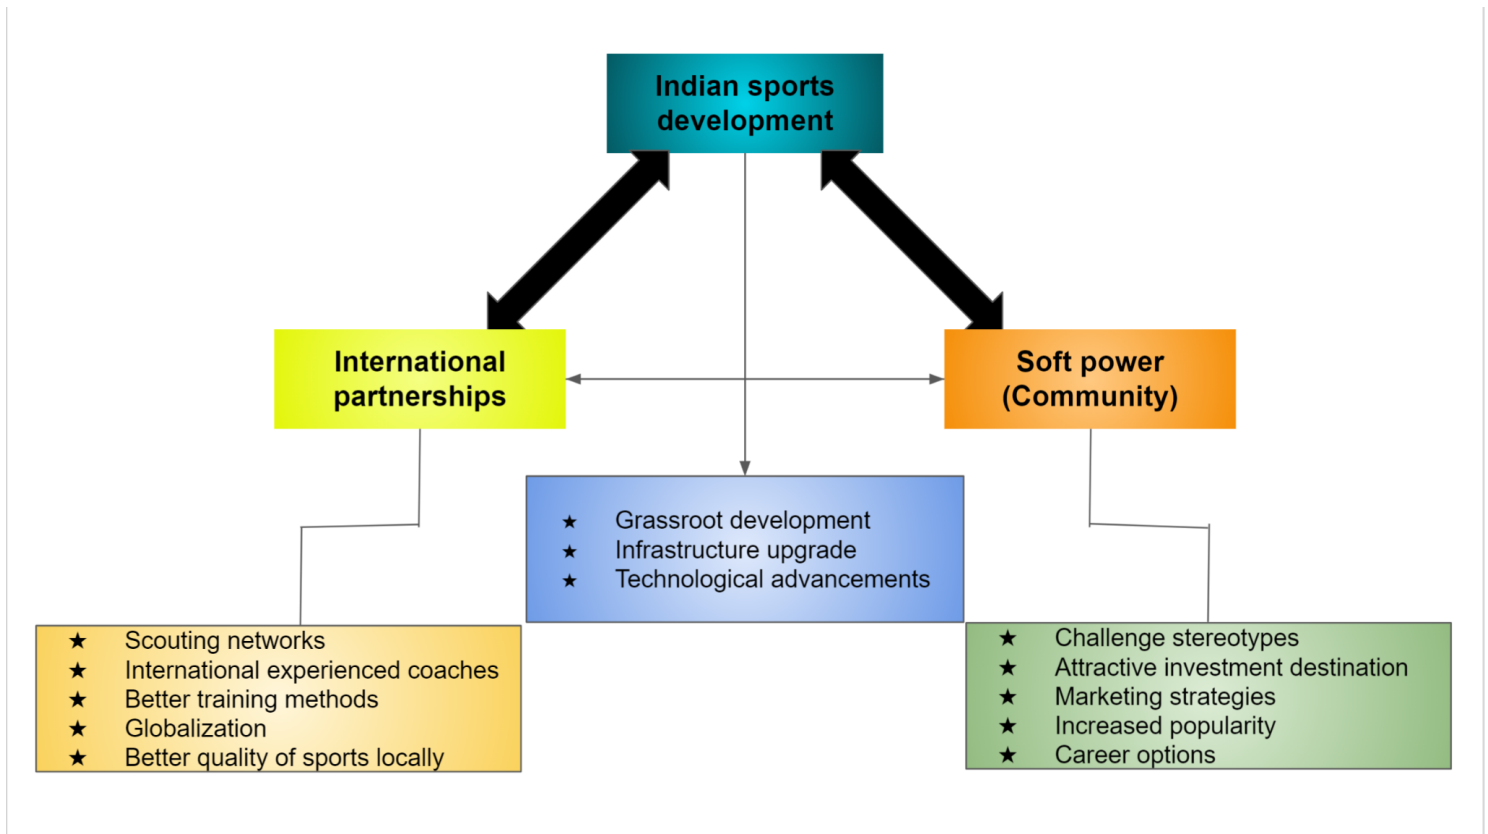 Indian sports
development
International
partnerships
Soft power
(Community)
★ Grassroot development
★ Infrastructure upgrade
★ Technological advancements
★ Scouting networks
★ International experienced coaches
★ Better training methods
★ Globalization
★ Better quality of sports locally
★ Challenge stereotypes
★ Attractive investment destination
★ Marketing strategies
★ Increased popularity
★ Career options